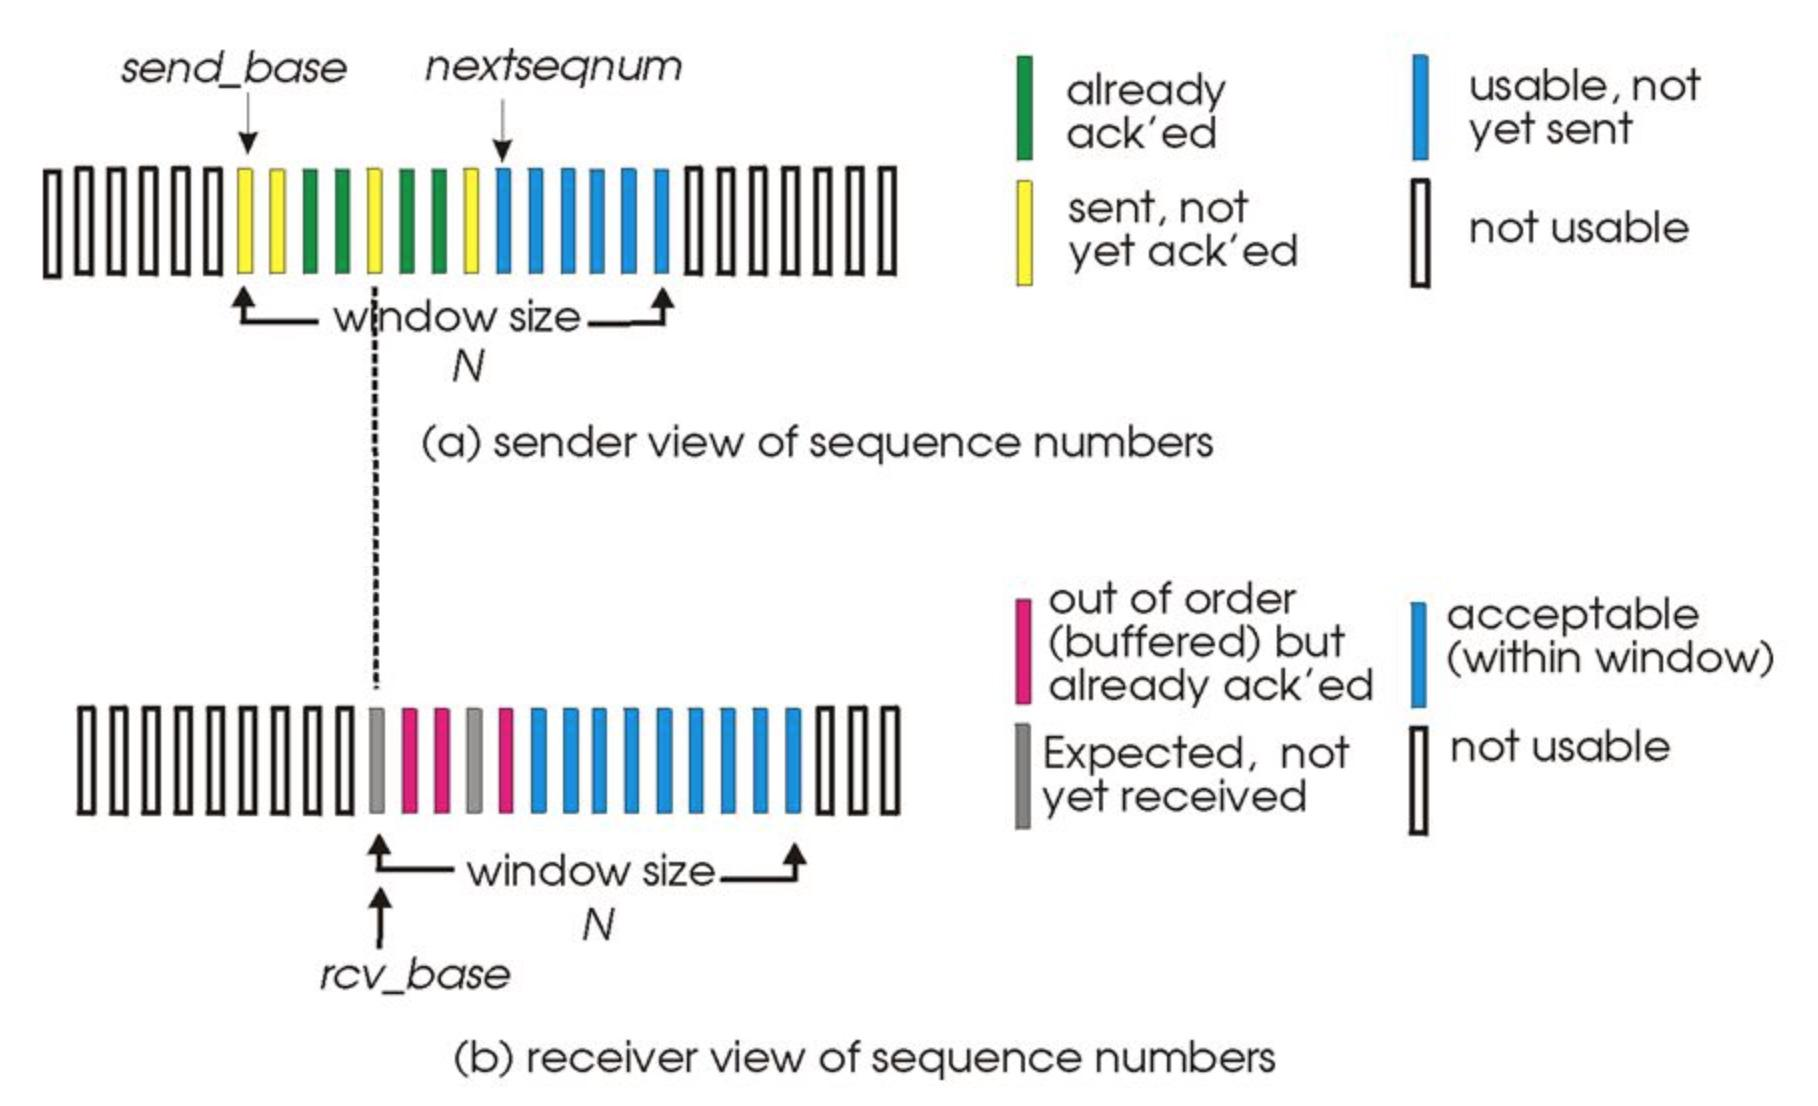 send_base
nextseqnum
already
ack'ed
usable, not
yet sent
sent, not
yet ack'ed
not usable
window size
N
(a) sender view of sequence numbers
out of order
(buffered) but
already ack'ed
acceptable
(within window)
Expected, not
yet received
not usable
window size
N
rcv_base
(b) receiver view of sequence numbers